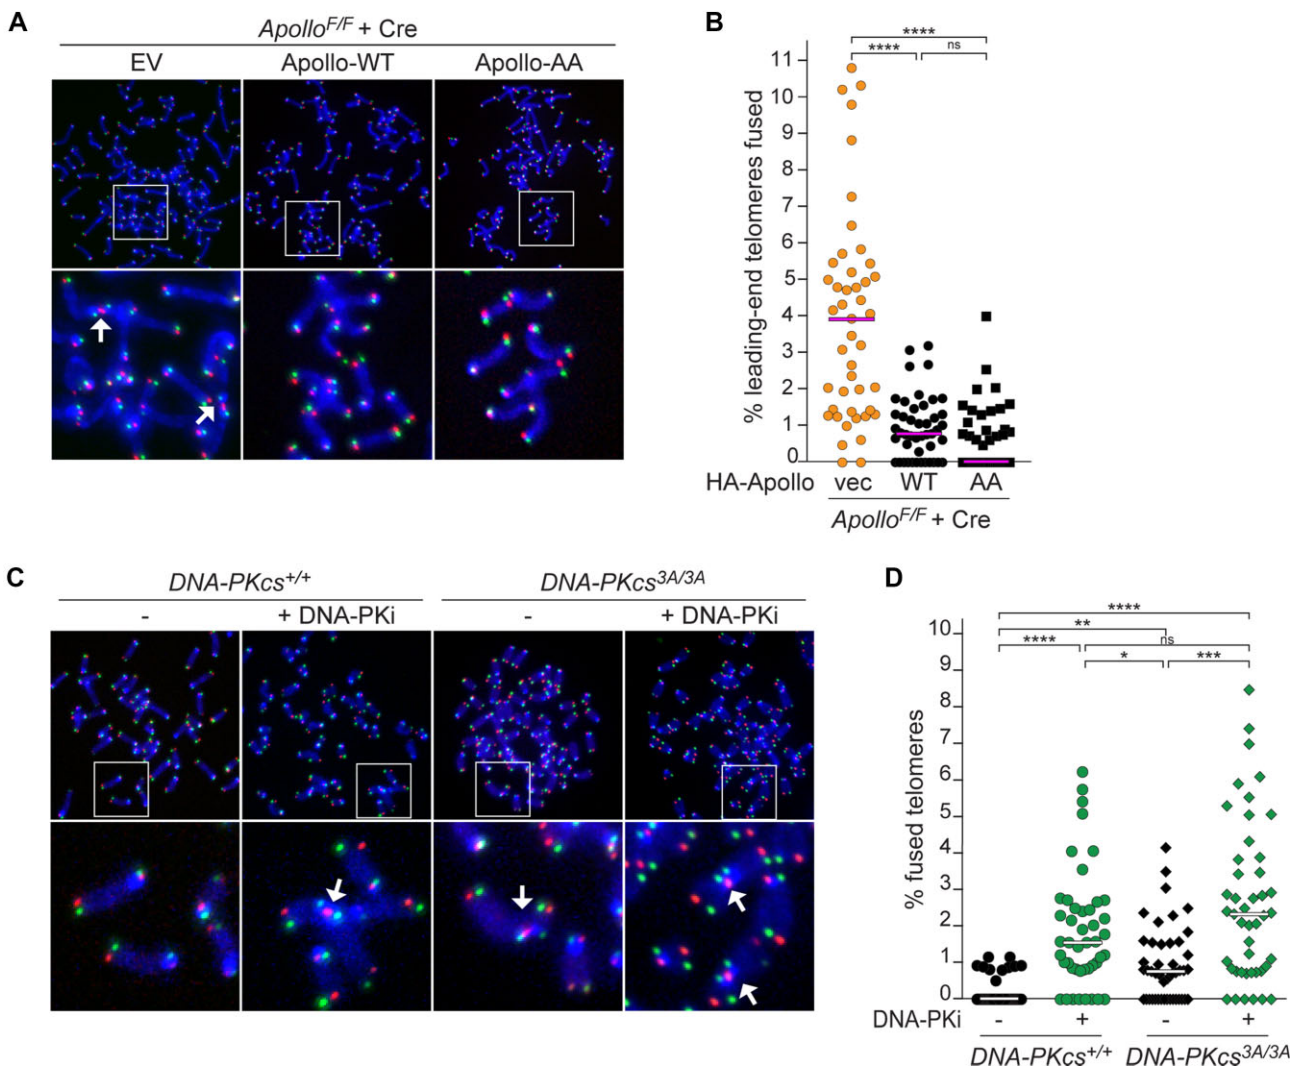 A
Apollo^F/F + Cre
EV Apollo-WT Apollo-AA
B
**** 
**** ns
% leading-end telomeres fused
11
10
9
8
7
6
5
4
3
2
1
0
HA-Apollo vec WT AA
Apollo^F/F + Cre
C
DNA-PKcs^+/+ DNA-PKcs^3A/3A
- + DNA-PKi - + DNA-PKi
D
****
**
**** ns
* ***
% fused telomeres
10
9
8
7
6
5
4
3
2
1
0
DNA-PKi - + - +
DNA-PKcs^+/+ DNA-PKcs^3A/3A